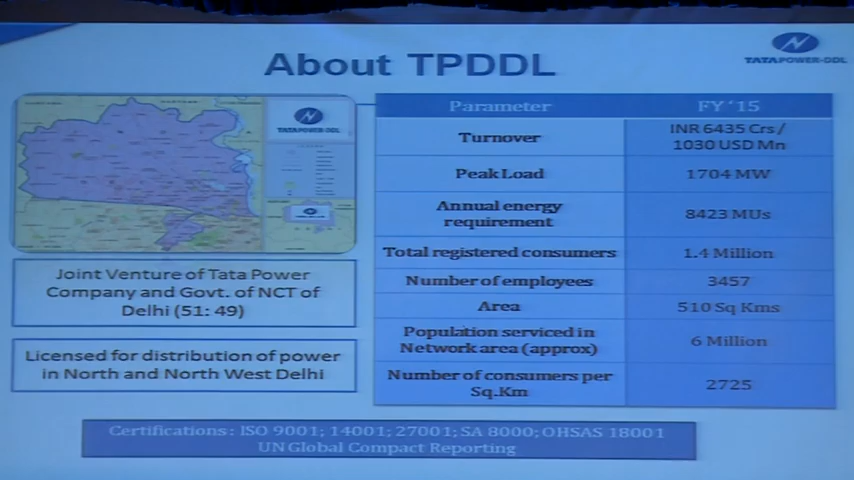 About TPDDL
TATA POWER-DDL
TATA POWER-DDL
Parameter FY ‘15
Turnover INR 6435 Crs /
1030 USD Mn
Peak Load 1704 MW
Annual energy
requirement 8423 MUs
Total registered consumers 1.4 Million
Number of employees 3457
Area 510 Sq Kms
Population serviced in
Network area (approx) 6 Million
Number of consumers per
Sq.Km 2725
Joint Venture of Tata Power
Company and Govt. of NCT of
Delhi (51: 49)
Licensed for distribution of power
in North and North West Delhi
Certifications : ISO 9001; 14001; 27001; SA 8000; OHSAS 18001
UN Global Compact Reporting